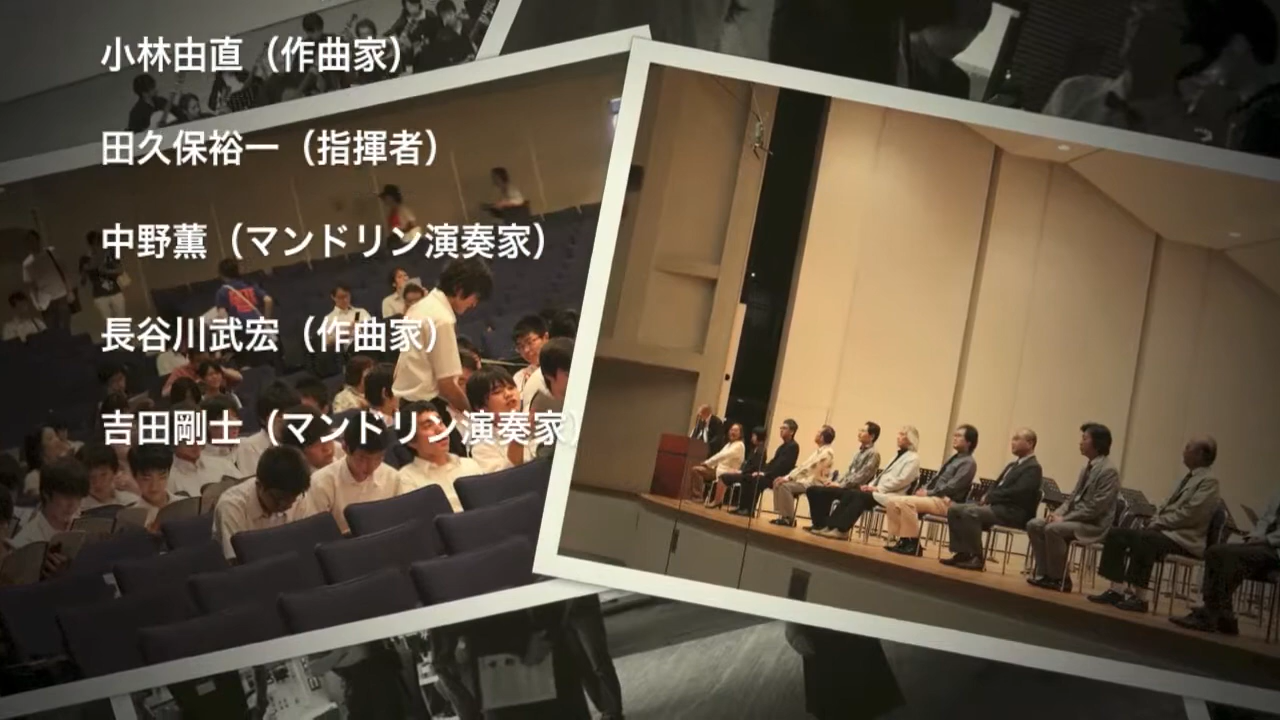 小林由直（作曲家）
田久保裕一（指揮者）
中野薫（マンドリン演奏家）
長谷川武宏（作曲家）
吉田剛士（マンドリン演奏家）